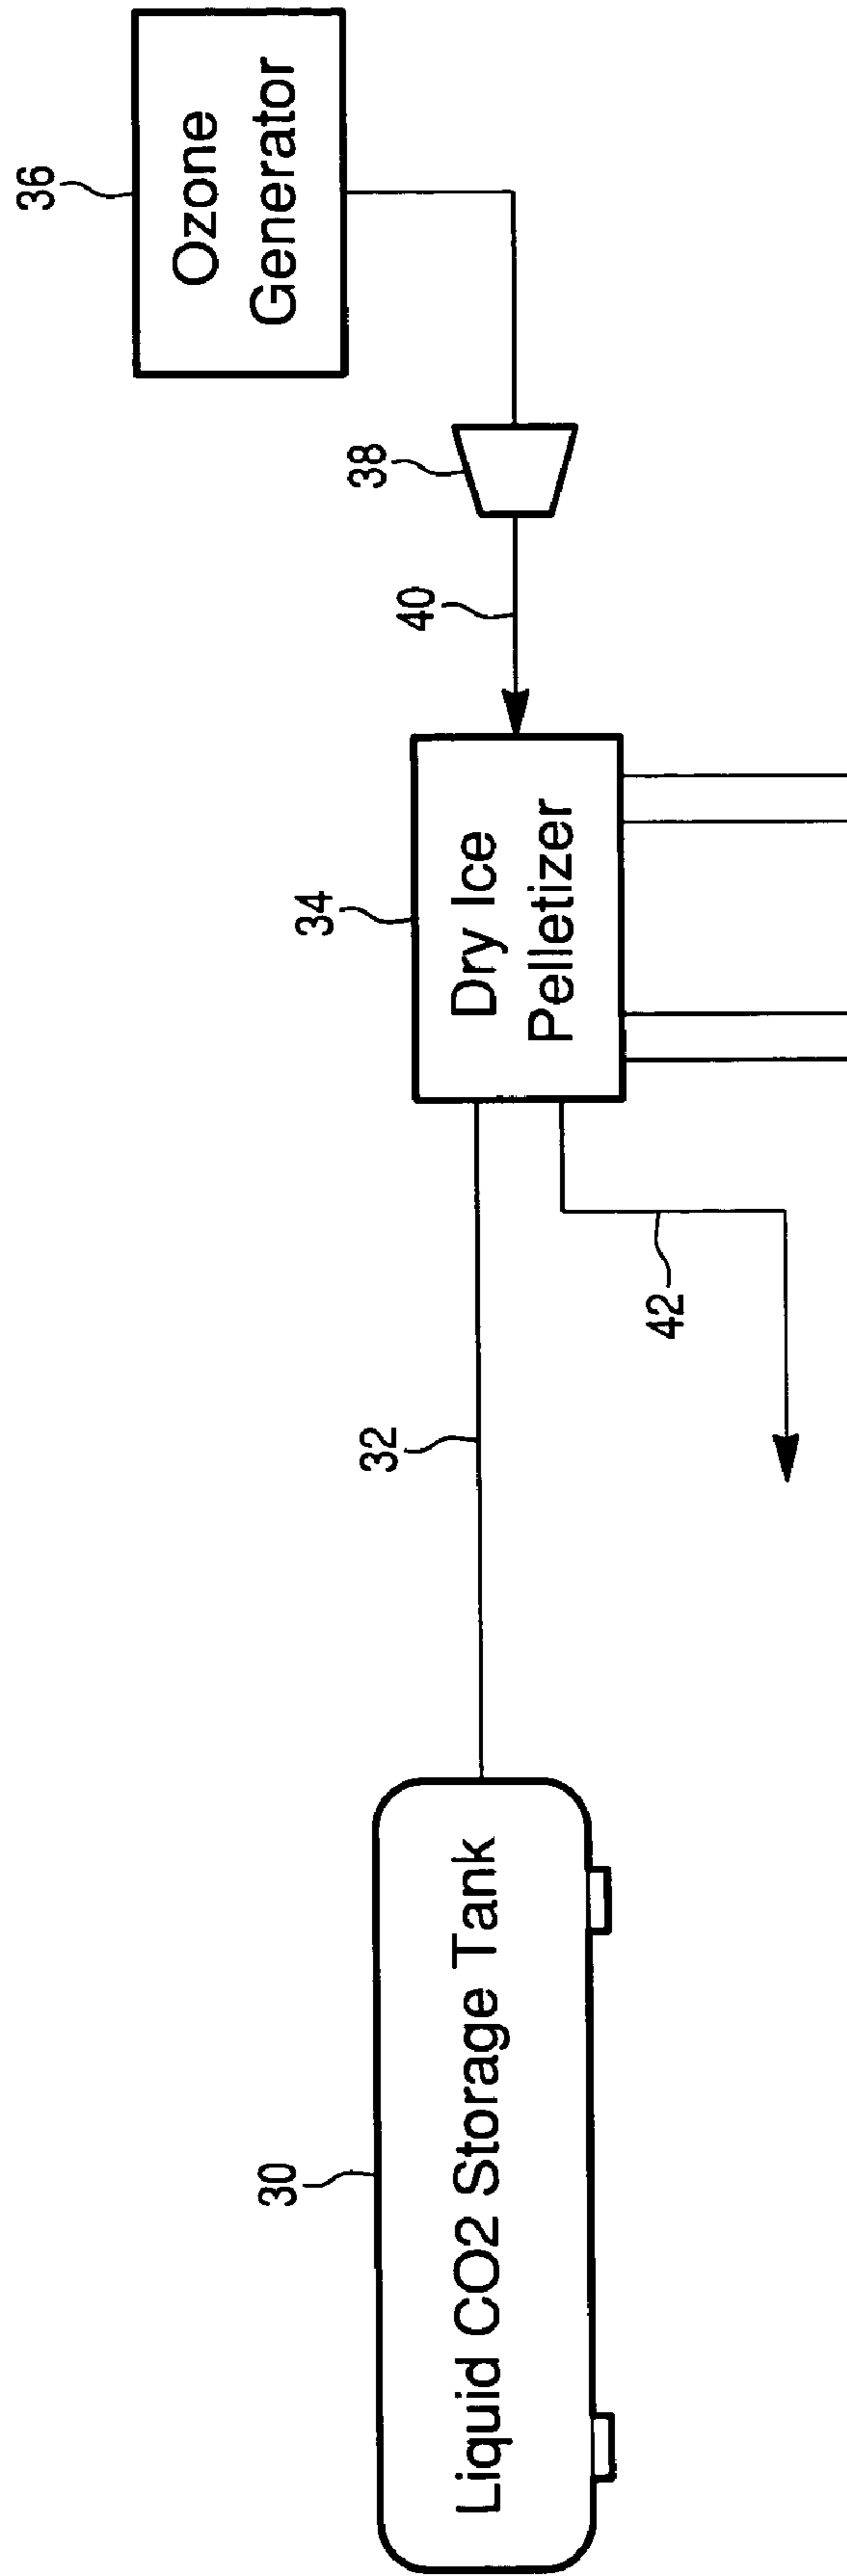 30
Liquid CO2 Storage Tank
32
42
34
Dry Ice
Pelletizer
40
38
36
Ozone
Generator